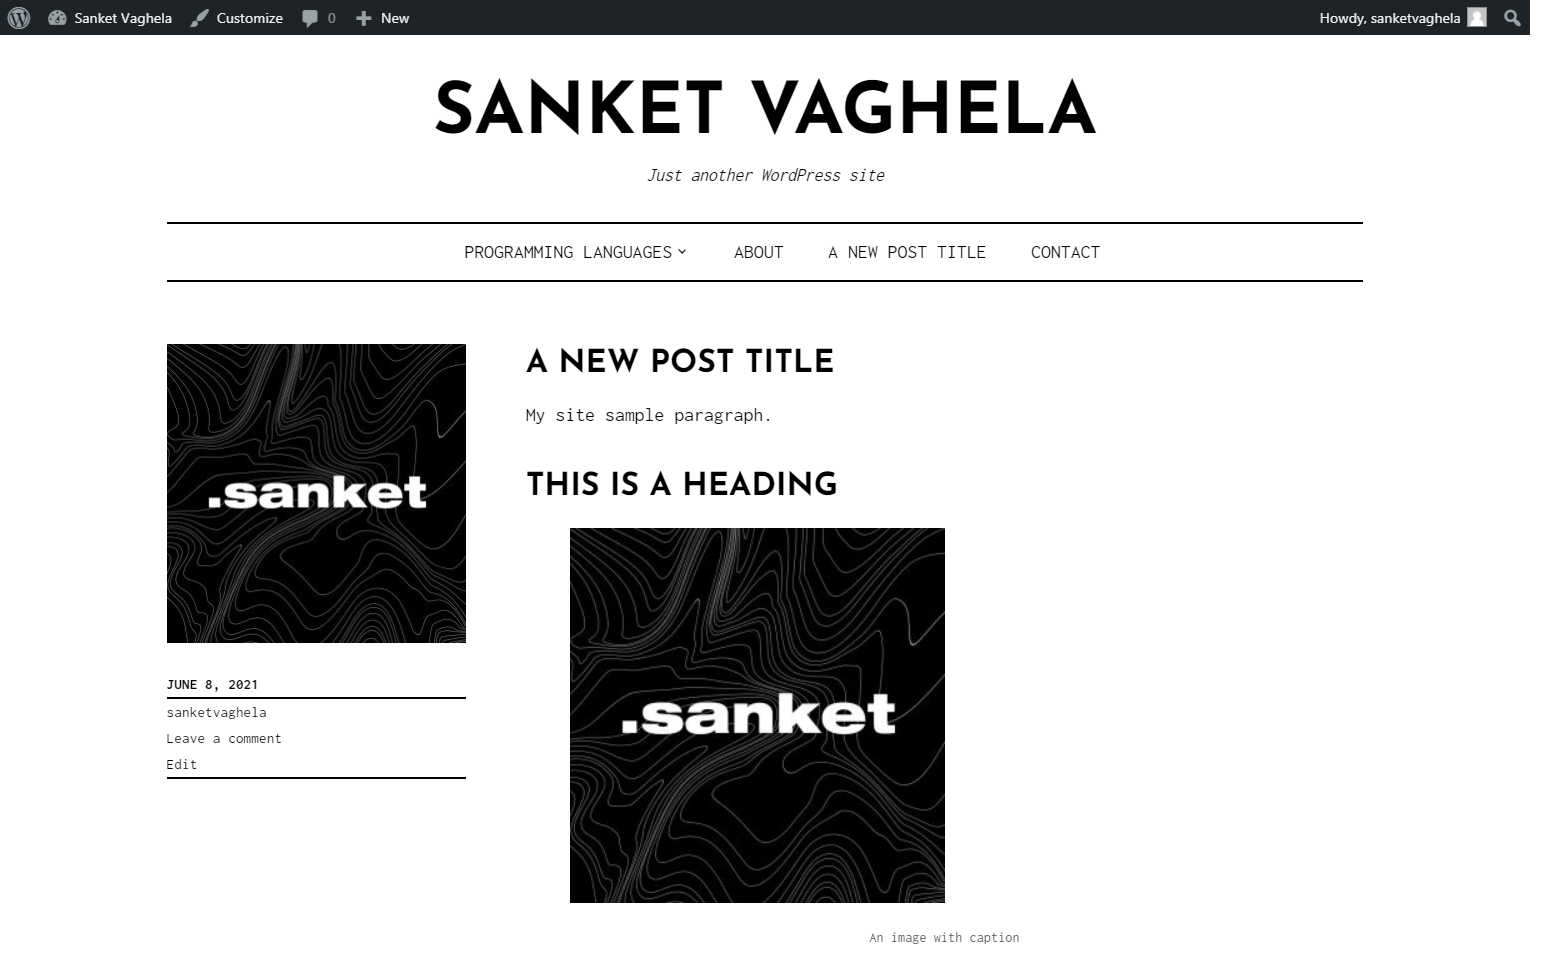 Sanket Vaghela Customize 0 New Howdy, sanketvaghela
SANKET VAGHELA
Just another WordPress site
PROGRAMMING LANGUAGES ABOUT A NEW POST TITLE CONTACT
.sanket
JUNE 8, 2021
sanketvaghela
Leave a comment
Edit
A NEW POST TITLE
My site sample paragraph.
THIS IS A HEADING
.sanket
An image with caption